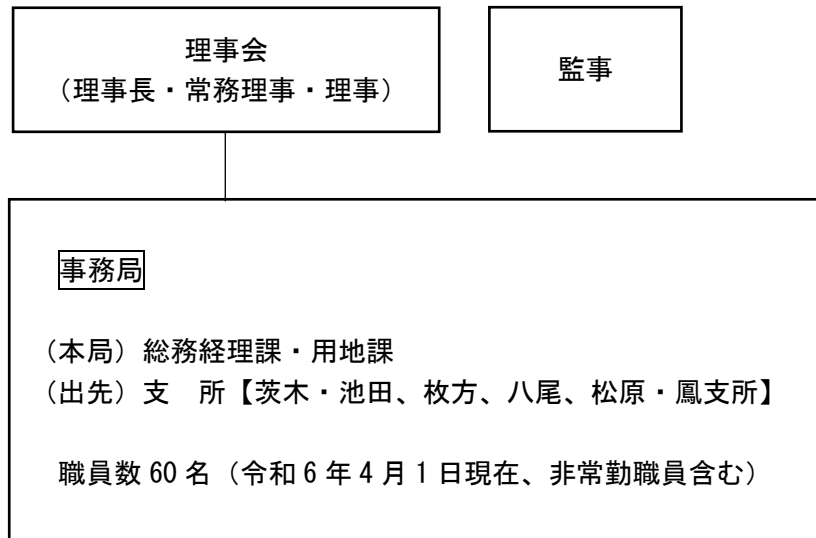 理事会
（理事長・常務理事・理事）
監事
事務局
（本局）総務経理課・用地課
（出先）支　所【茨木・池田、枚方、八尾、松原・鳳支所】
職員数 60 名（令和 6 年 4 月 1 日現在、非常勤職員含む）